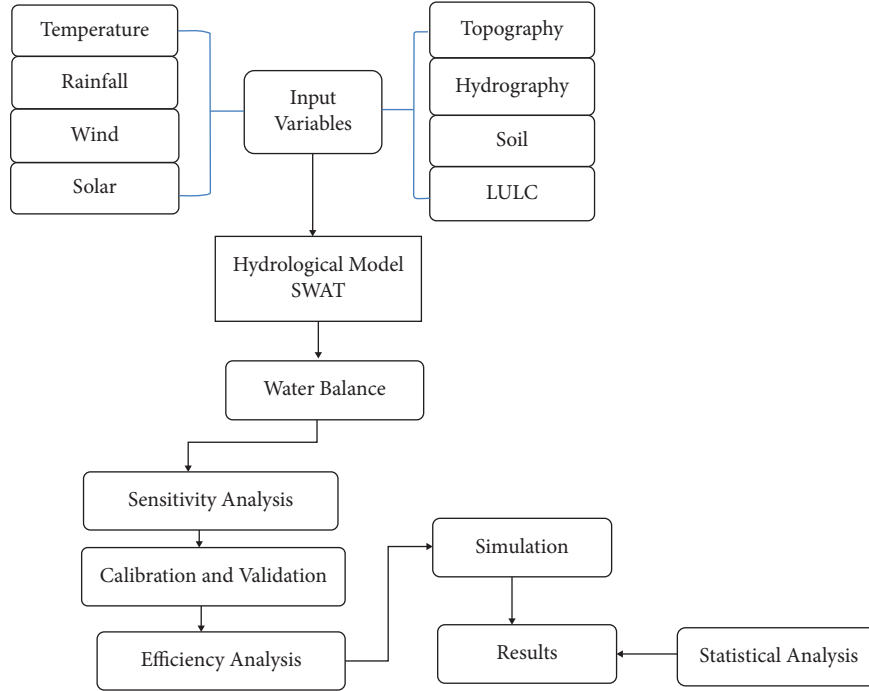 Temperature
Rainfall
Wind
Solar
Input
Variables
Topography
Hydrography
Soil
LULC
Hydrological Model
SWAT
Water Balance
Sensitivity Analysis
Calibration and Validation
Efficiency Analysis
Simulation
Results
Statistical Analysis